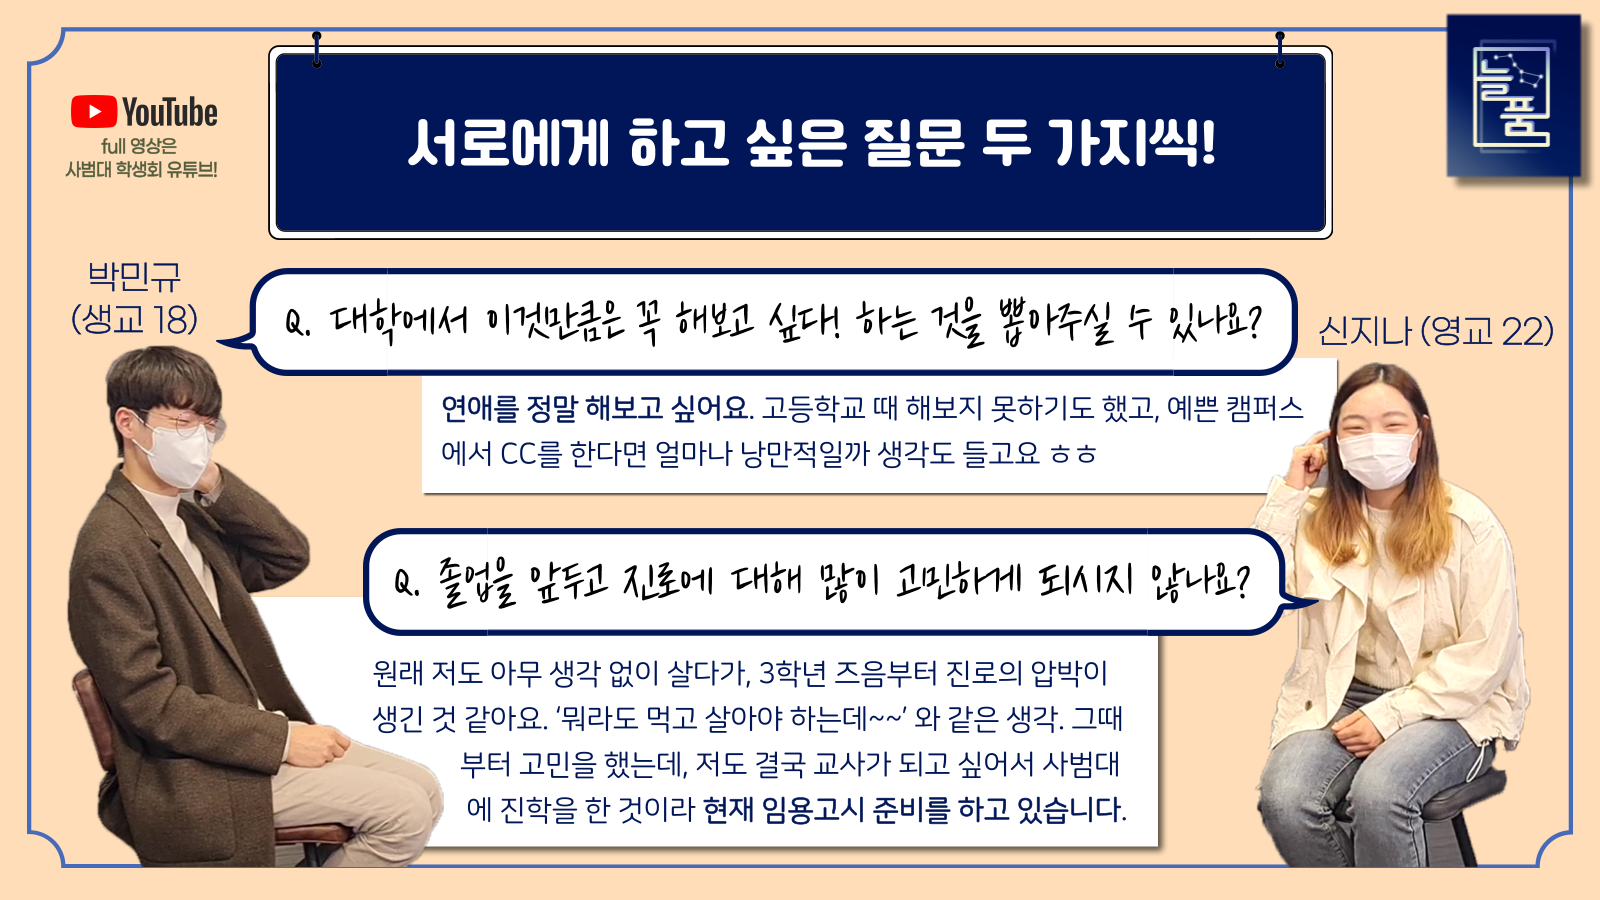 서로에게 하고 싶은 질문 두 가지씩!
YouTube
full 영상은
사범대 학생회 유튜브!
늘품
박민규
(생교 18)
Q. 대학에서 이것만큼은 꼭 해보고 싶다! 하는 것을 뽑아주실 수 있나요?
신지나 (영교 22)
연애를 정말 해보고 싶어요. 고등학교 때 해보지 못하기도 했고, 예쁜 캠퍼스
에서 CC를 한다면 얼마나 낭만적일까 생각도 들고요 ㅎㅎ
Q. 졸업을 앞두고 진로에 대해 많이 고민하게 되시지 않나요?
원래 저도 아무 생각 없이 살다가, 3학년 즈음부터 진로의 압박이
생긴 것 같아요. ‘뭐라도 먹고 살아야 하는데~~’ 와 같은 생각. 그때
부터 고민을 했는데, 저도 결국 교사가 되고 싶어서 사범대
에 진학을 한 것이라 현재 임용고시 준비를 하고 있습니다.